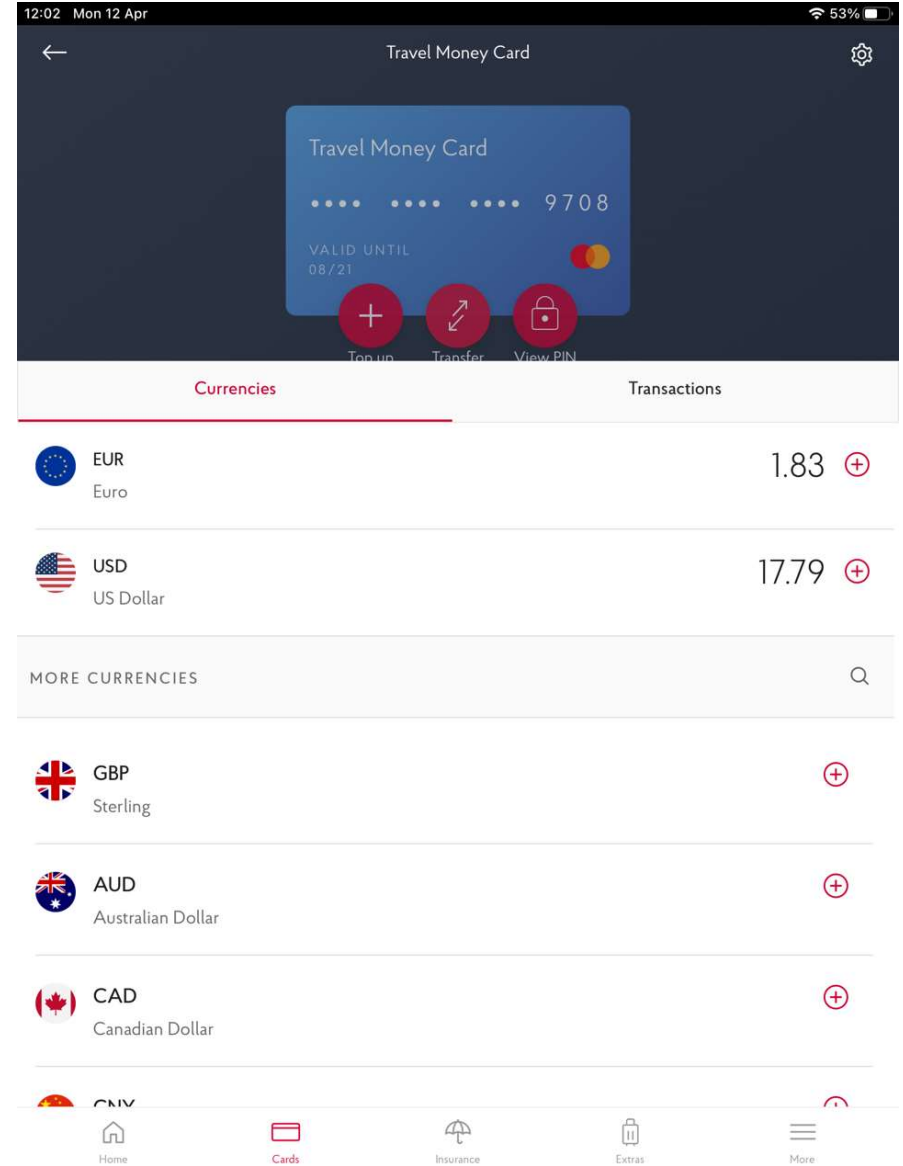 12:02 Mon 12 Apr 53%
Travel Money Card
Travel Money Card
•••• •••• •••• 9708
VALID UNTIL
08/21
Top up Transfer View PIN
Currencies Transactions
EUR 1.83
Euro
USD 17.79
US Dollar
MORE CURRENCIES
GBP
Sterling
AUD
Australian Dollar
CAD
Canadian Dollar
CNY
Home Cards Insurance Extras More